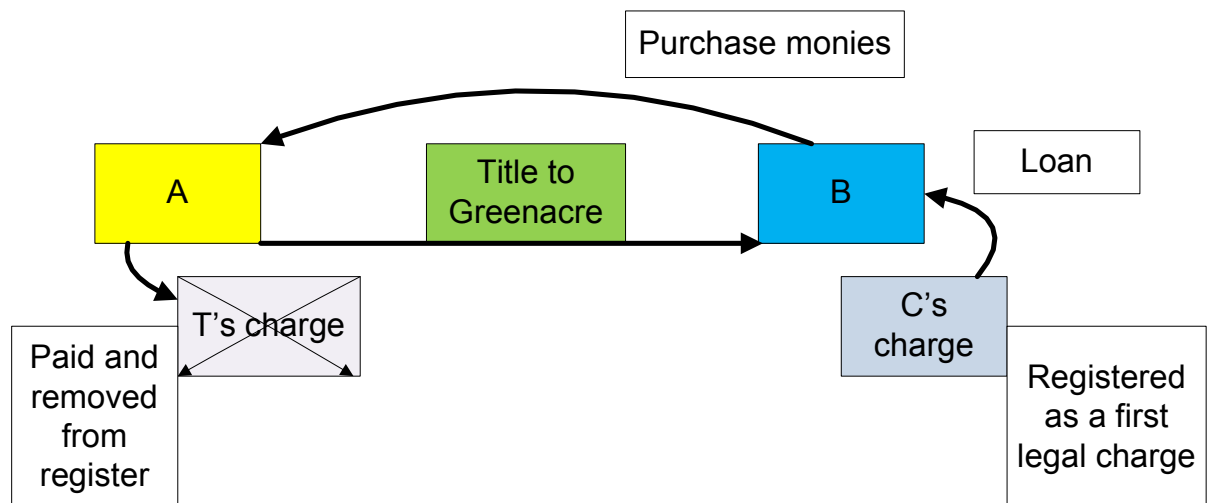 Purchase monies
A
Title to
Greenacre
B
Loan
T's charge
C's
charge
Paid and
removed
from
register
Registered
as a first
legal charge